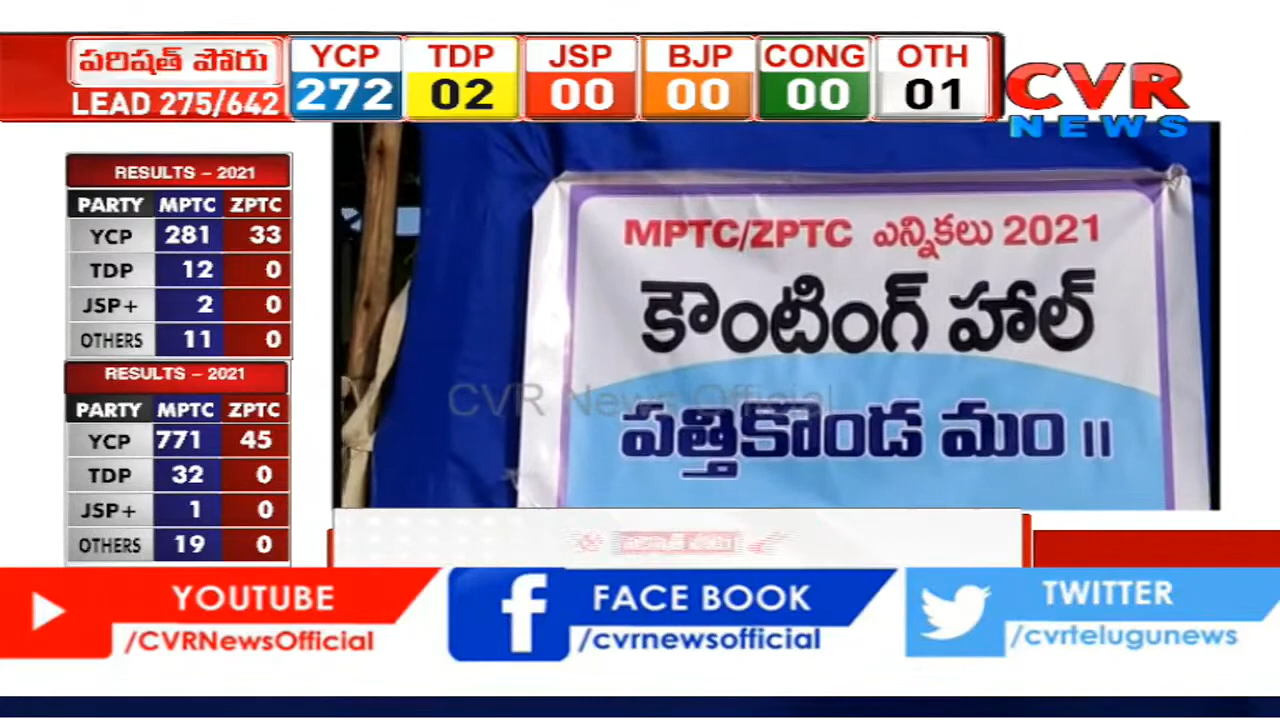 పరిషత్ పోరు
LEAD 275/642
YCP TDP JSP BJP CONG OTH
272 02 00 00 00 01
CVR
NEWS
RESULTS – 2021
PARTY MPTC ZPTC
YCP 281 33
TDP 12 0
JSP+ 2 0
OTHERS 11 0
RESULTS – 2021
PARTY MPTC ZPTC
YCP 771 45
TDP 32 0
JSP+ 1 0
OTHERS 19 0
MPTC/ZPTC ఎన్నికలు 2021
కౌంటింగ్ హాల్
పత్తికొండ మం॥
CVR News Official
YOUTUBE
/CVRNewsOfficial
FACE BOOK
/cvrnewsofficial
TWITTER
/cvrtelugunews